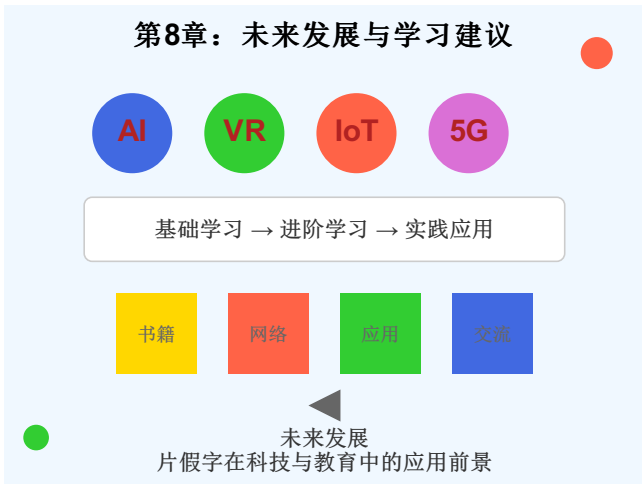 第8章：未来发展与学习建议
AI VR IoT 5G
基础学习 → 进阶学习 → 实践应用
书籍 网络 应用 交流
未来发展
片假字在科技与教育中的应用前景